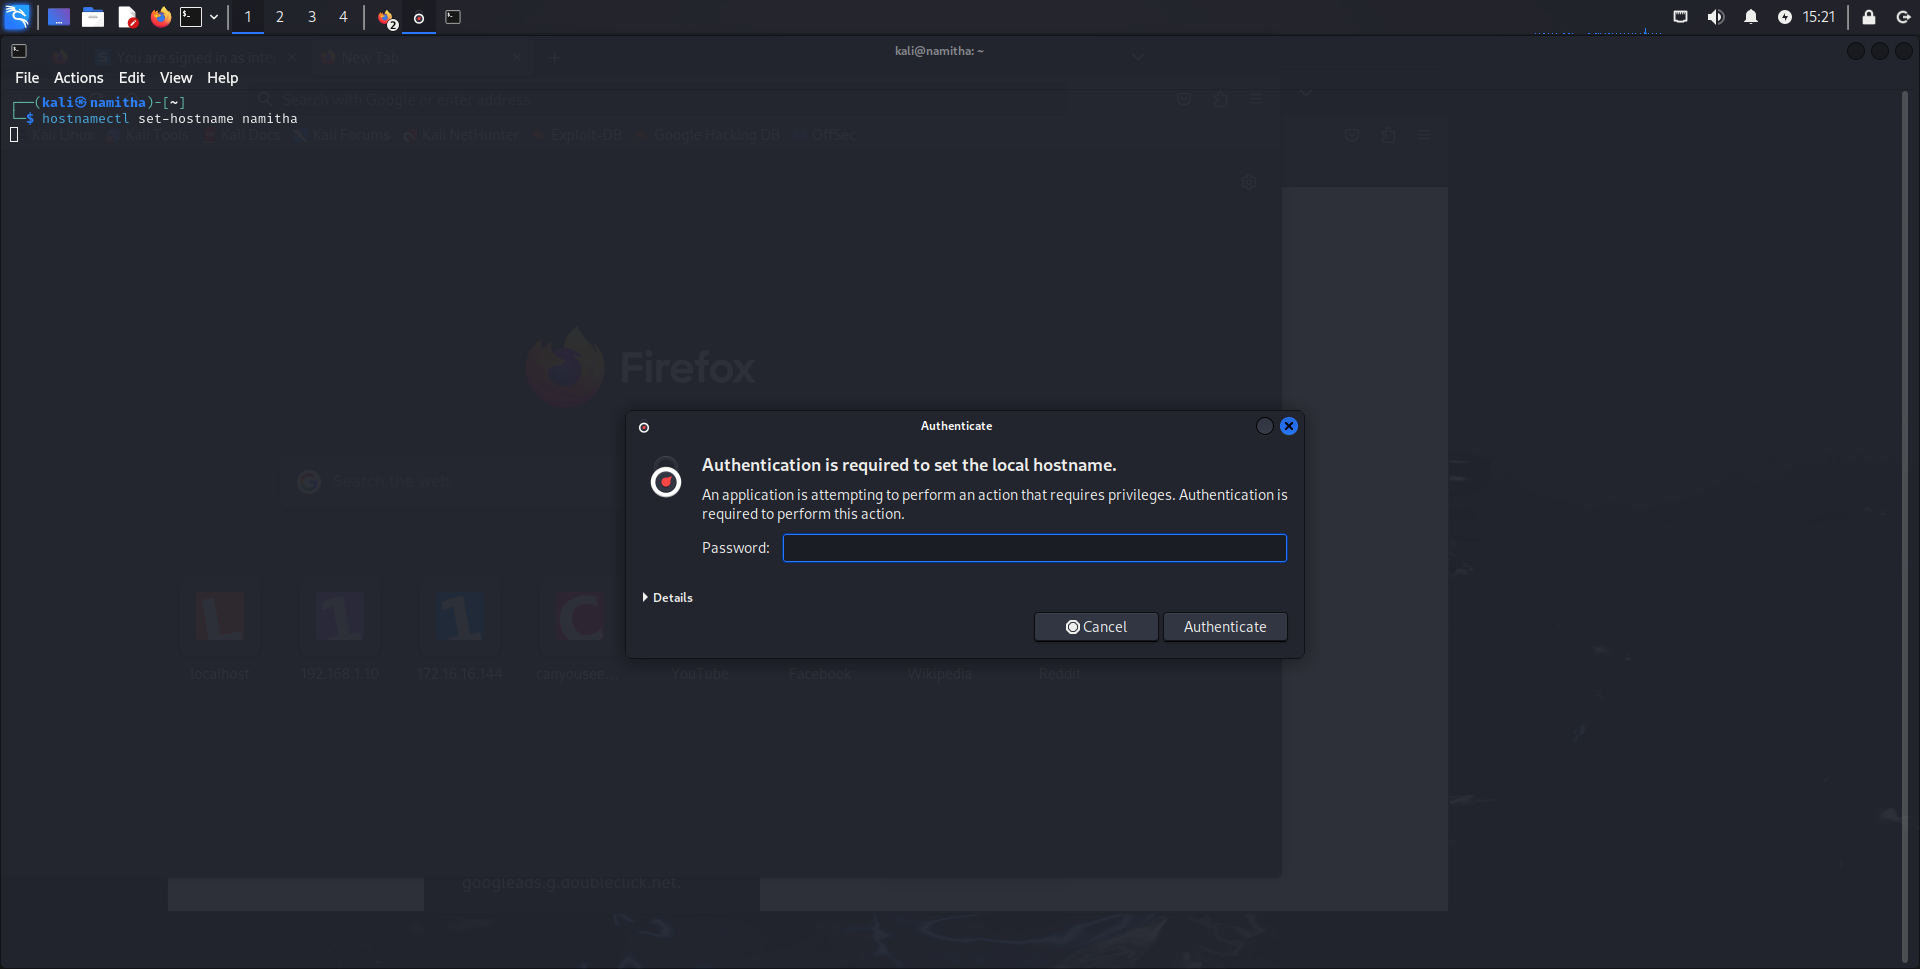 1 2 3 4
2
15:21
kali@namitha: ~
You are signed in as inte
New Tab
File Actions Edit View Help
┌──(kali㉿namitha)-[~]
└─$ hostnamectl set-hostname namitha
Search with Google or enter address
Kali Linux Kali Tools Kali Docs Kali Forums Kali NetHunter Exploit-DB Google Hacking DB OffSec
Firefox
Search the web
Authenticate
Authentication is required to set the local hostname.
An application is attempting to perform an action that requires privileges. Authentication is
required to perform this action.
Password:
Details
Cancel Authenticate
localhost 192.168.1.10 172.16.16.144 canyousee... YouTube Facebook Wikipedia Reddit
googleads.g.doubleclick.net.